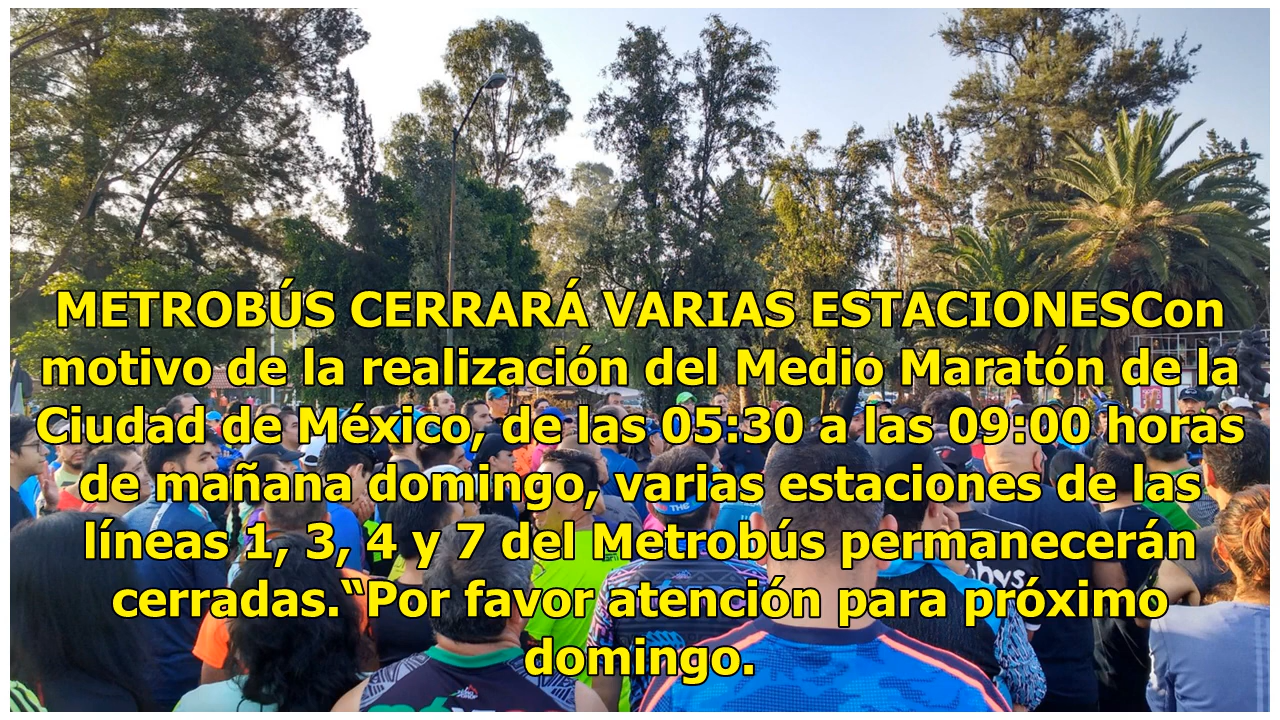 METROBÚS CERRARÁ VARIAS ESTACIONESCon
motivo de la realización del Medio Maratón de la
Ciudad de México, de las 05:30 a las 09:00 horas
de mañana domingo, varias estaciones de las
líneas 1, 3, 4 y 7 del Metrobús permanecerán
cerradas.“Por favor atención para próximo
domingo.